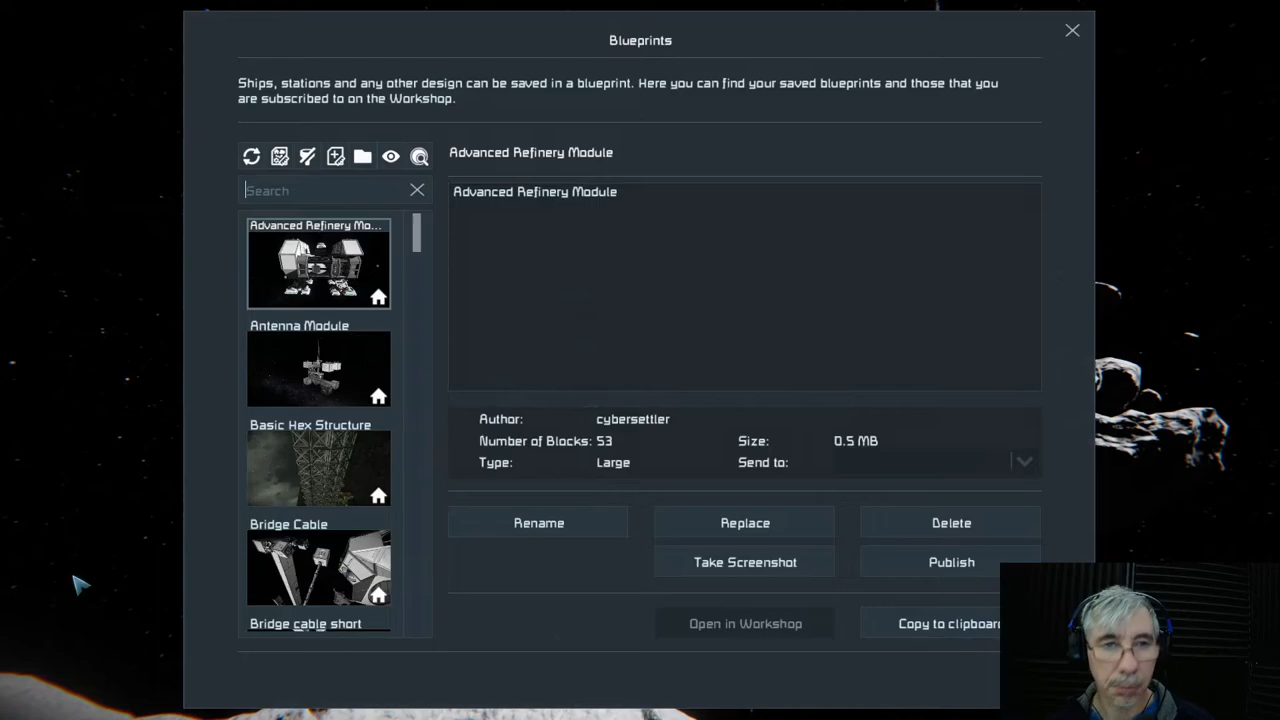 Blueprints
Ships, stations and any other design can be saved in a blueprint. Here you can find your saved blueprints and those that you
are subscribed to on the Workshop.
Search
Advanced Refinery Mo...
Antenna Module
Basic Hex Structure
Bridge Cable
Bridge cable short
Advanced Refinery Module
Advanced Refinery Module
Author: cybersettler
Number of Blocks: 53 Size: 0.5 MB
Type: Large Send to:
Rename Replace Delete
Take Screenshot Publish
Open in Workshop Copy to clipboard